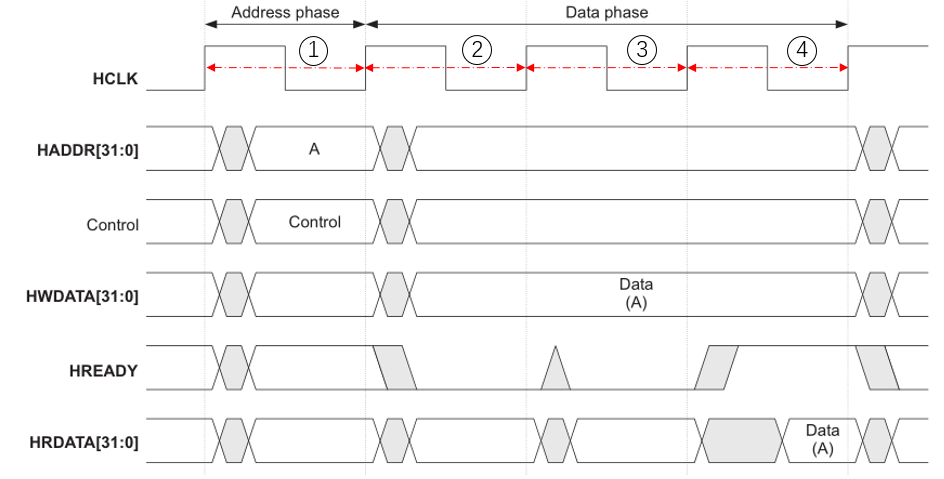 Address phase
Data phase
① ② ③ ④
HCLK
HADDR[31:0]
A
Control
Control
HWDATA[31:0]
Data
(A)
HREADY
HRDATA[31:0]
Data
(A)